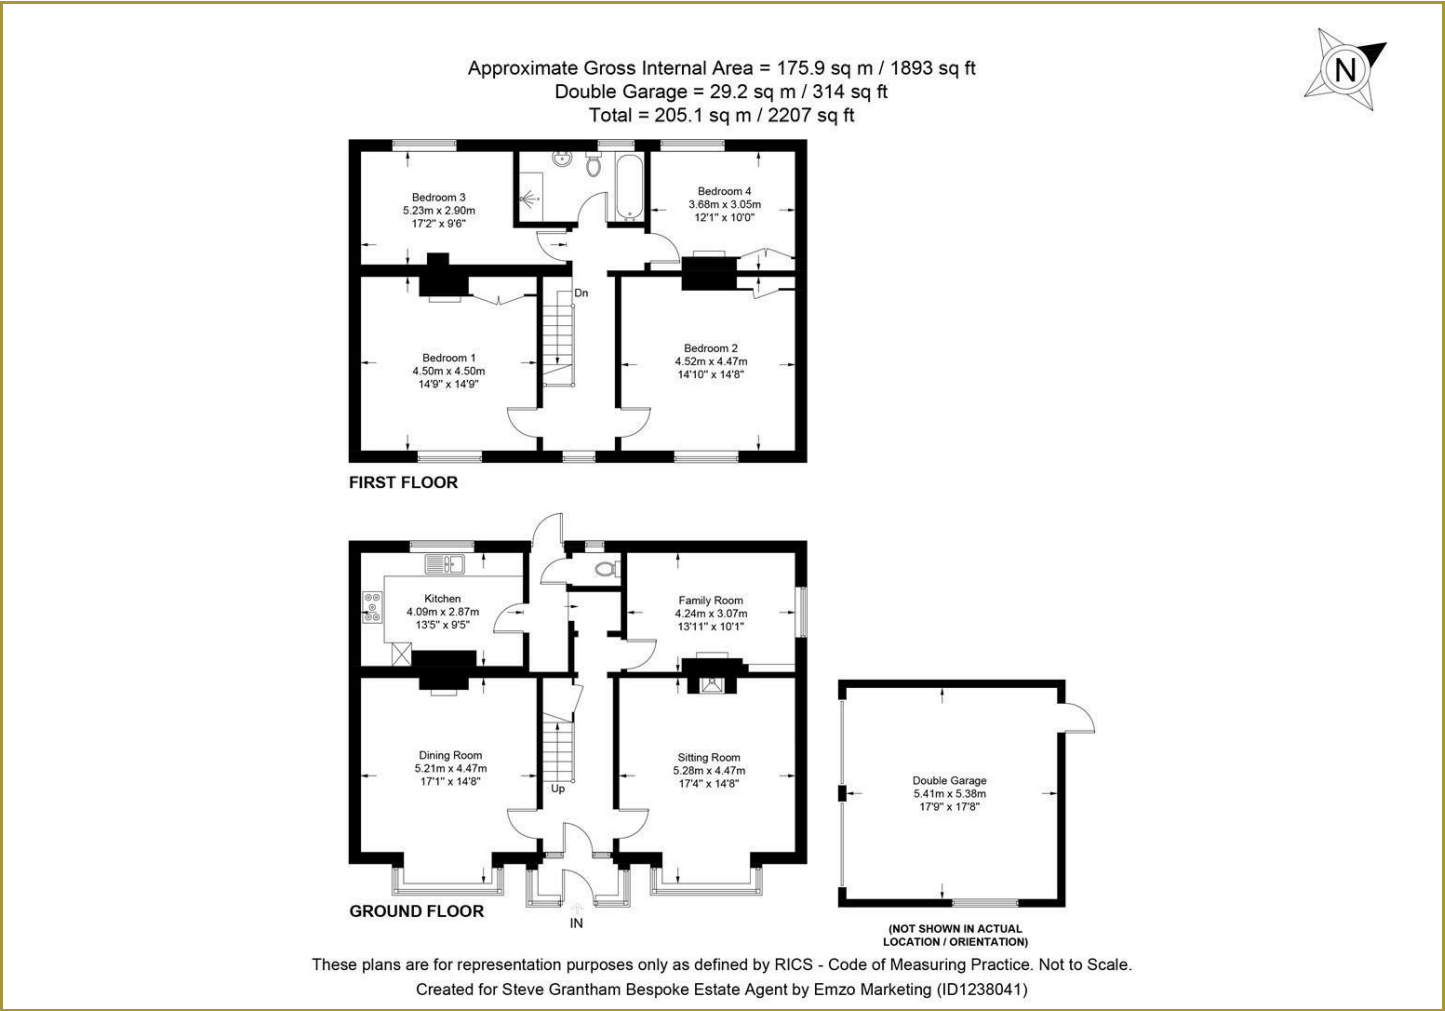 Approximate Gross Internal Area = 175.9 sq m / 1893 sq ft
Double Garage = 29.2 sq m / 314 sq ft
Total = 205.1 sq m / 2207 sq ft
N
Bedroom 3
5.23m x 2.90m
17'2" x 9'6"
Bedroom 4
3.68m x 3.05m
12'1" x 10'0"
Dn
Bedroom 1
4.50m x 4.50m
14'9" x 14'9"
Bedroom 2
4.52m x 4.47m
14'10" x 14'8"
FIRST FLOOR
Kitchen
4.09m x 2.87m
13'5" x 9'5"
Family Room
4.24m x 3.07m
13'11" x 10'1"
Dining Room
5.21m x 4.47m
17'1" x 14'8"
Up
Sitting Room
5.28m x 4.47m
17'4" x 14'8"
Double Garage
5.41m x 5.38m
17'9" x 17'8"
GROUND FLOOR
IN
(NOT SHOWN IN ACTUAL
LOCATION / ORIENTATION)
These plans are for representation purposes only as defined by RICS - Code of Measuring Practice. Not to Scale.
Created for Steve Grantham Bespoke Estate Agent by Emzo Marketing (ID1238041)